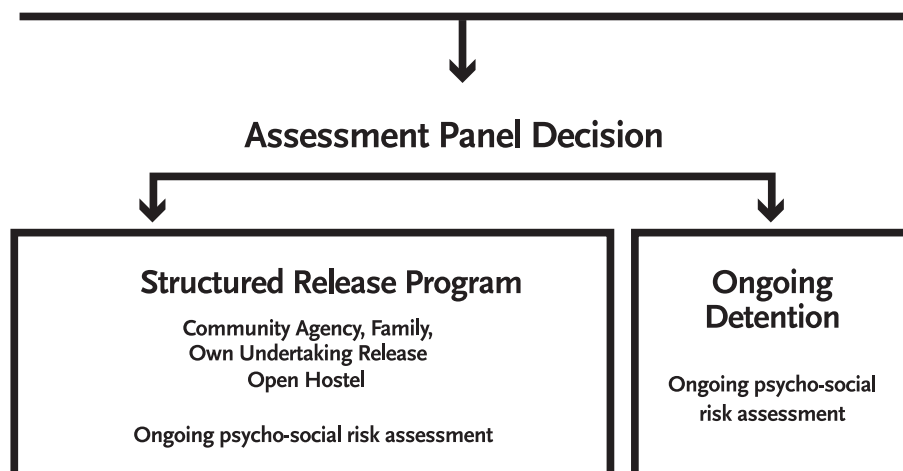 Assessment Panel Decision
Structured Release Program
Community Agency, Family,
Own Undertaking Release
Open Hostel
Ongoing psycho-social risk assessment
Ongoing
Detention
Ongoing psycho-social
risk assessment